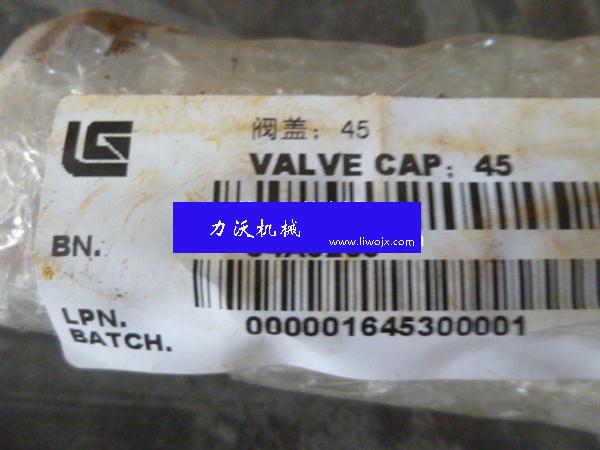 阀盖；45
VALVE CAP；45
力沃机械
www.liwojx.com
BN.
LPN.
BATCH.
000001645300001